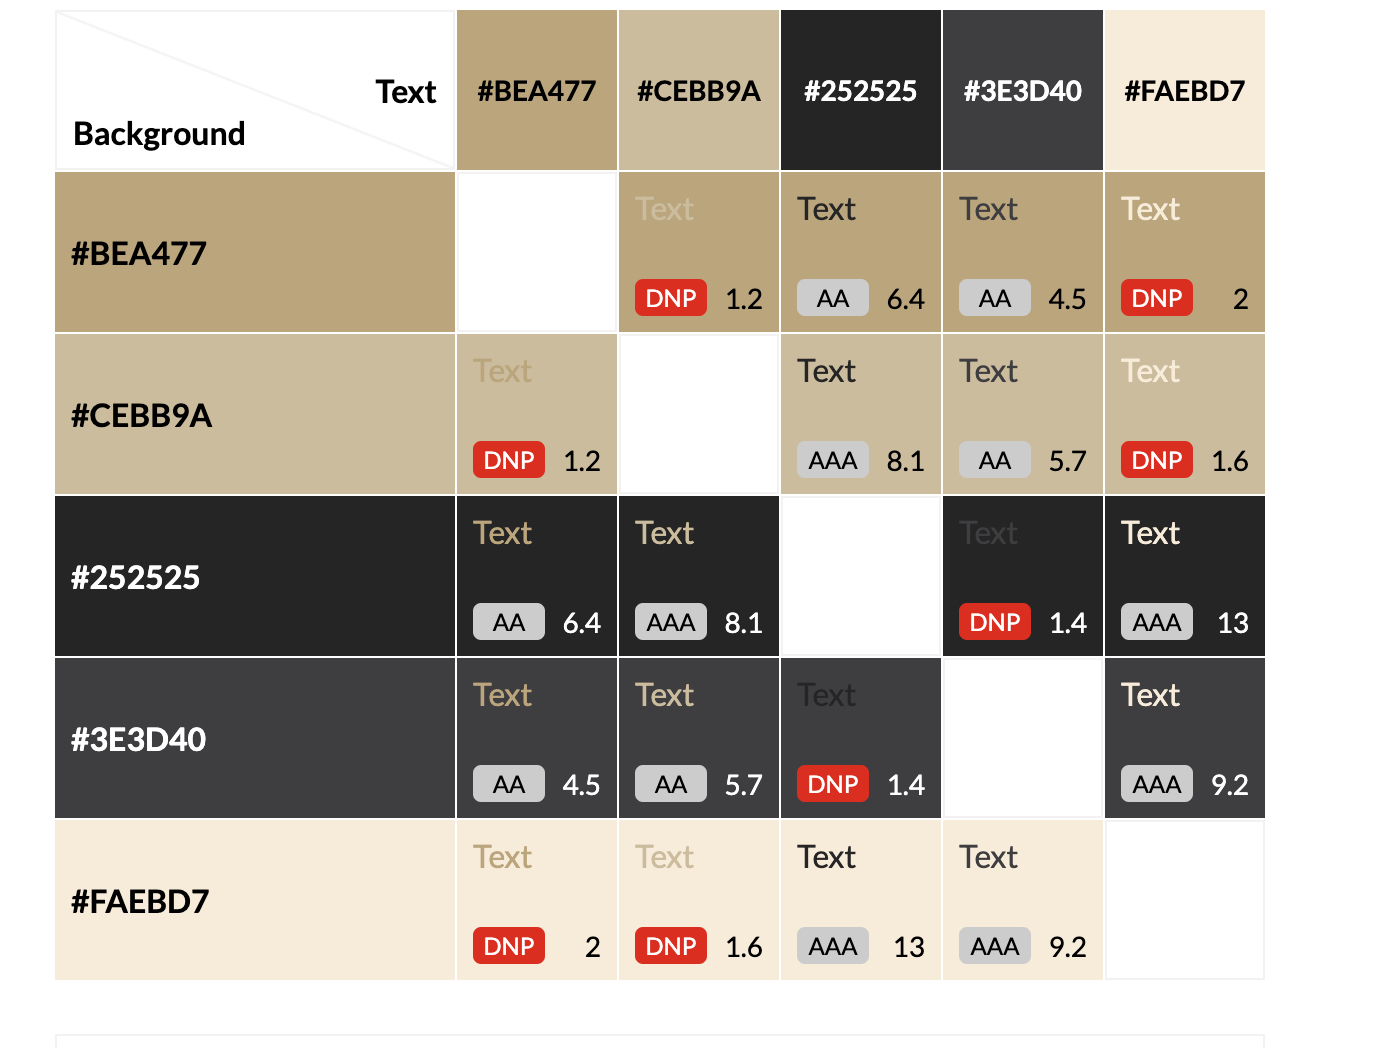 Text
Background
#BEA477 #CEBB9A #252525 #3E3D40 #FAEBD7
#BEA477
Text Text Text Text
DNP 1.2 AA 6.4 AA 4.5 DNP 2
#CEBB9A
Text Text Text Text
DNP 1.2 AAA 8.1 AA 5.7 DNP 1.6
#252525
Text Text Text Text
AA 6.4 AAA 8.1 DNP 1.4 AAA 13
#3E3D40
Text Text Text Text
AA 4.5 AA 5.7 DNP 1.4 AAA 9.2
#FAEBD7
Text Text Text Text
DNP 2 DNP 1.6 AAA 13 AAA 9.2